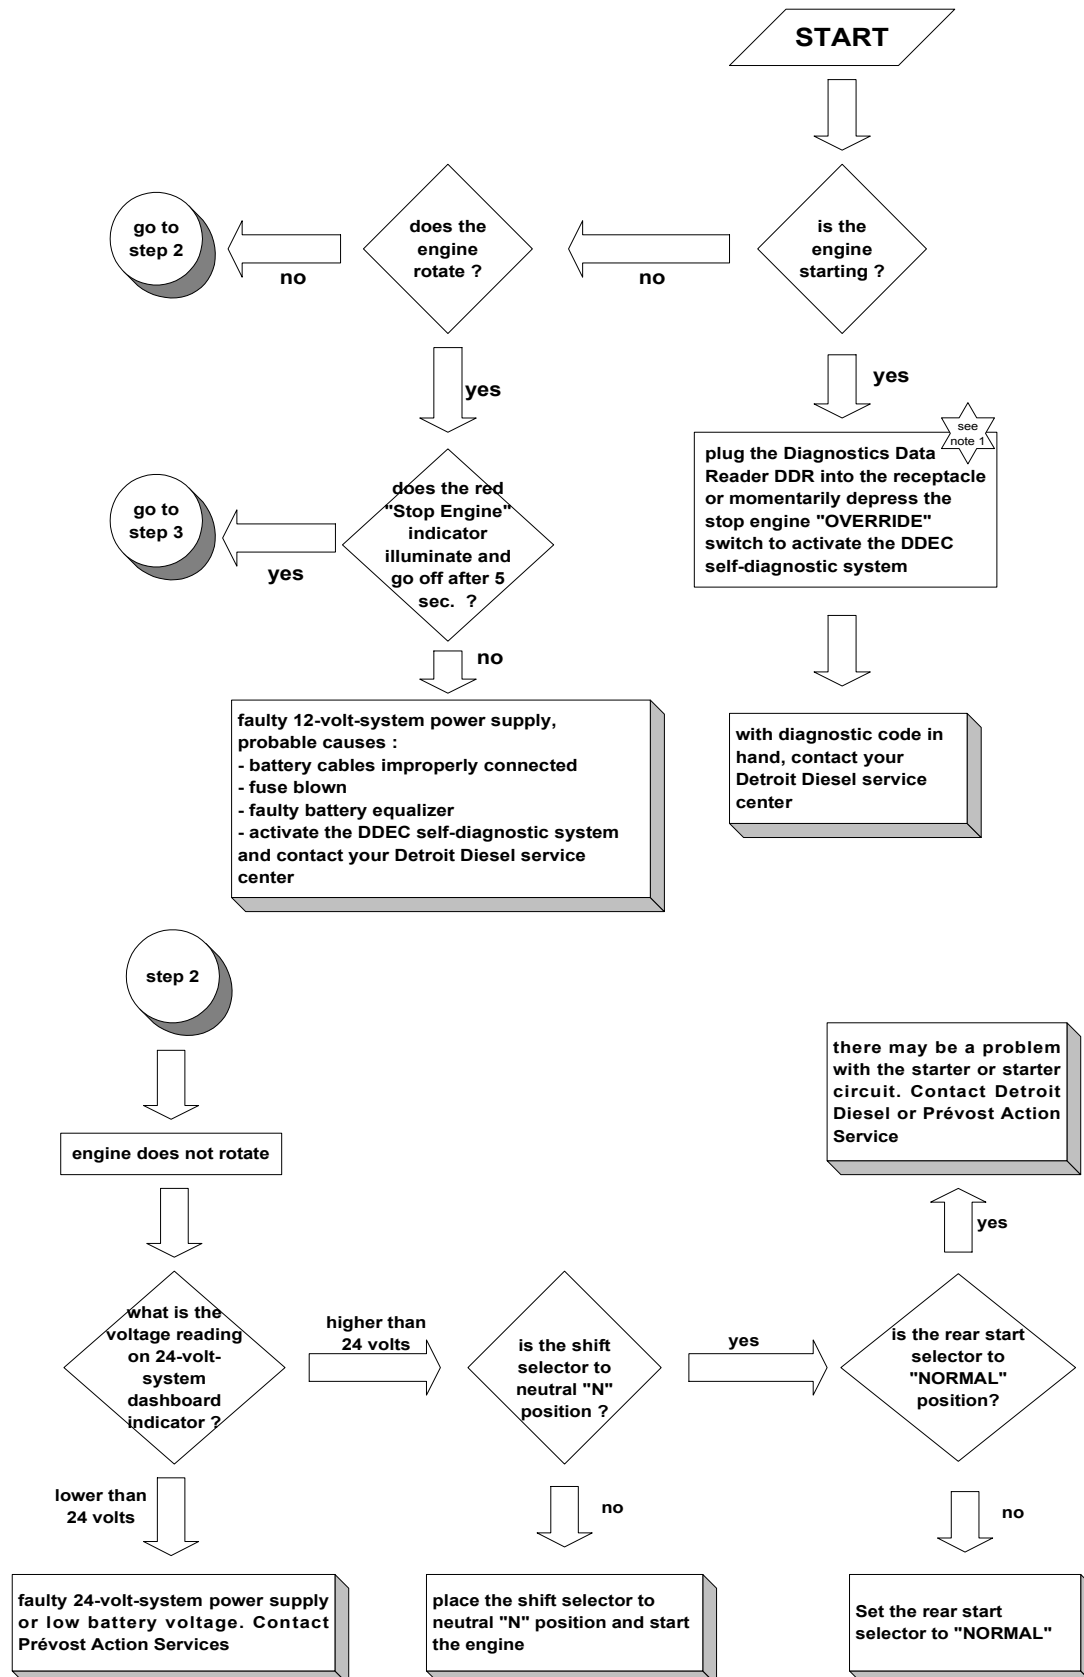 START
is the
engine
starting ?
no
does the
engine
rotate ?
no
go to
step 2
yes
yes
see
note 1
plug the Diagnostics Data
Reader DDR into the receptacle
or momentarily depress the
stop engine "OVERRIDE"
switch to activate the DDEC
self-diagnostic system
does the red
"Stop Engine"
indicator
illuminate and
go off after 5
sec. ?
yes
go to
step 3
no
faulty 12-volt-system power supply,
probable causes :
- battery cables improperly connected
- fuse blown
- faulty battery equalizer
- activate the DDEC self-diagnostic system
and contact your Detroit Diesel service
center
with diagnostic code in
hand, contact your
Detroit Diesel service
center
step 2
engine does not rotate
what is the
voltage reading
on 24-volt-
system
dashboard
indicator ?
higher than
24 volts
is the shift
selector to
neutral "N"
position ?
yes
is the rear start
selector to
"NORMAL"
position?
yes
there may be a problem
with the starter or starter
circuit. Contact Detroit
Diesel or Prévost Action
Service
lower than
24 volts
no
no
faulty 24-volt-system power supply
or low battery voltage. Contact
Prévost Action Services
place the shift selector to
neutral "N" position and start
the engine
Set the rear start
selector to "NORMAL"